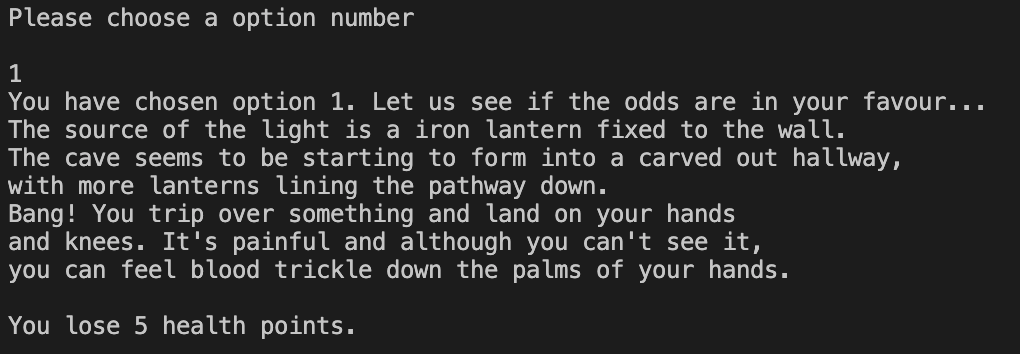 Please choose a option number
1
You have chosen option 1. Let us see if the odds are in your favour...
The source of the light is a iron lantern fixed to the wall.
The cave seems to be starting to form into a carved out hallway,
with more lanterns lining the pathway down.
Bang! You trip over something and land on your hands
and knees. It's painful and although you can't see it,
you can feel blood trickle down the palms of your hands.
You lose 5 health points.